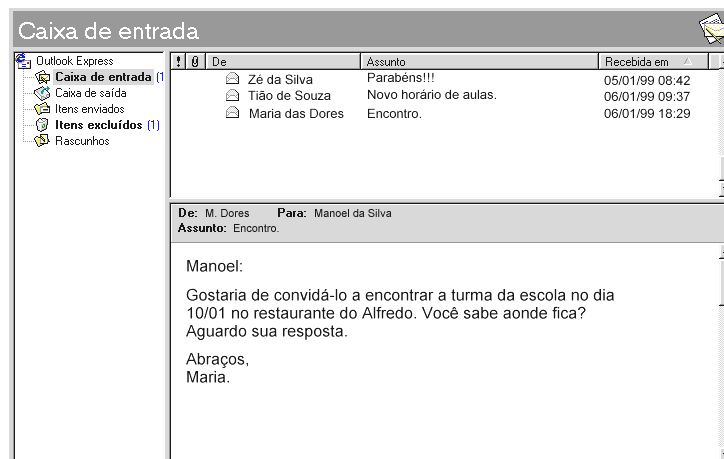 Caixa de entrada
Outlook Express
Caixa de entrada (1
Caixa de saída
Itens enviados
Itens excluídos (1)
Rascunhos
! De Assunto Recebida em
Zé da Silva Parabéns!!! 05/01/99 08:42
Tião de Souza Novo horário de aulas. 06/01/99 09:37
Maria das Dores Encontro. 06/01/99 18:29
De: M. Dores Para: Manoel da Silva
Assunto: Encontro.
Manoel:
Gostaria de convidá-lo a encontrar a turma da escola no dia
10/01 no restaurante do Alfredo. Você sabe aonde fica?
Aguardo sua resposta.
Abraços,
Maria.